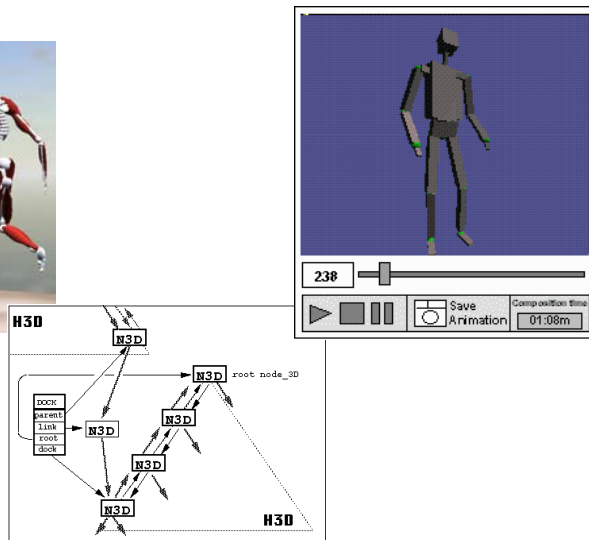 238
Save
Animation
Composition time
01:08m
H3D
N3D
N3D
root node_3D
DOCK
parent
link
root
dock
N3D
N3D
N3D
N3D
H3D